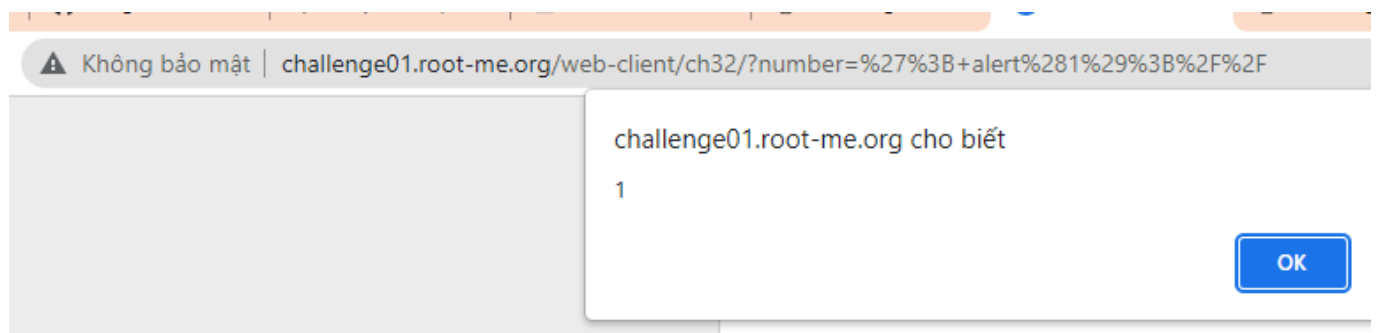 Không bảo mật | challenge01.root-me.org/web-client/ch32/?number=%27%3B+alert%281%29%3B%2F%2F
challenge01.root-me.org cho biết
1
OK